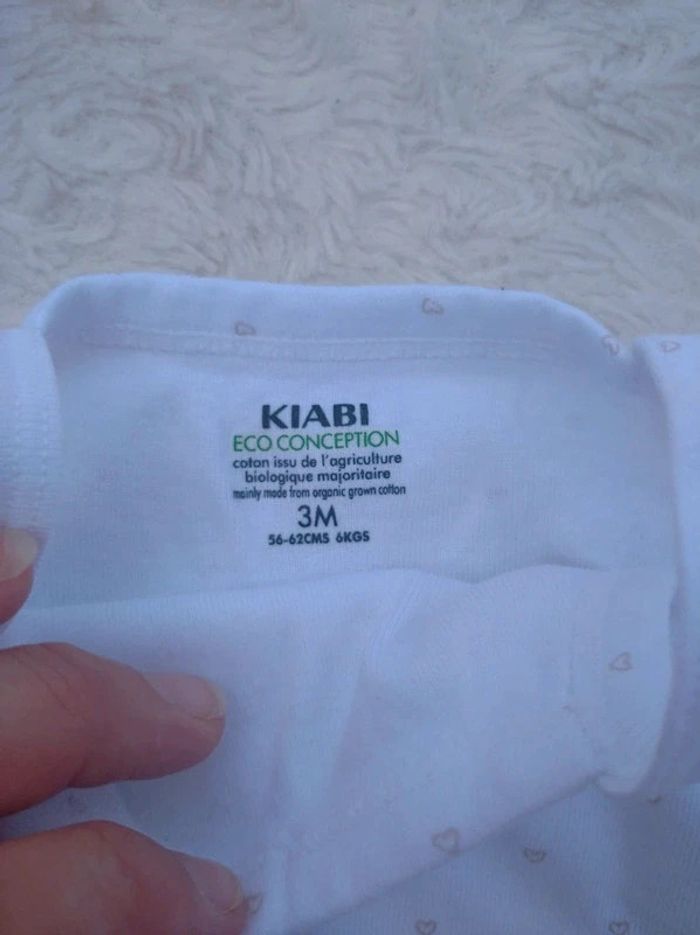 KIABI
ECO CONCEPTION
coton issu de l'agriculture
biologique majoritaire
mainly made from organic grown cotton
3M
56-62CMS 6KGS